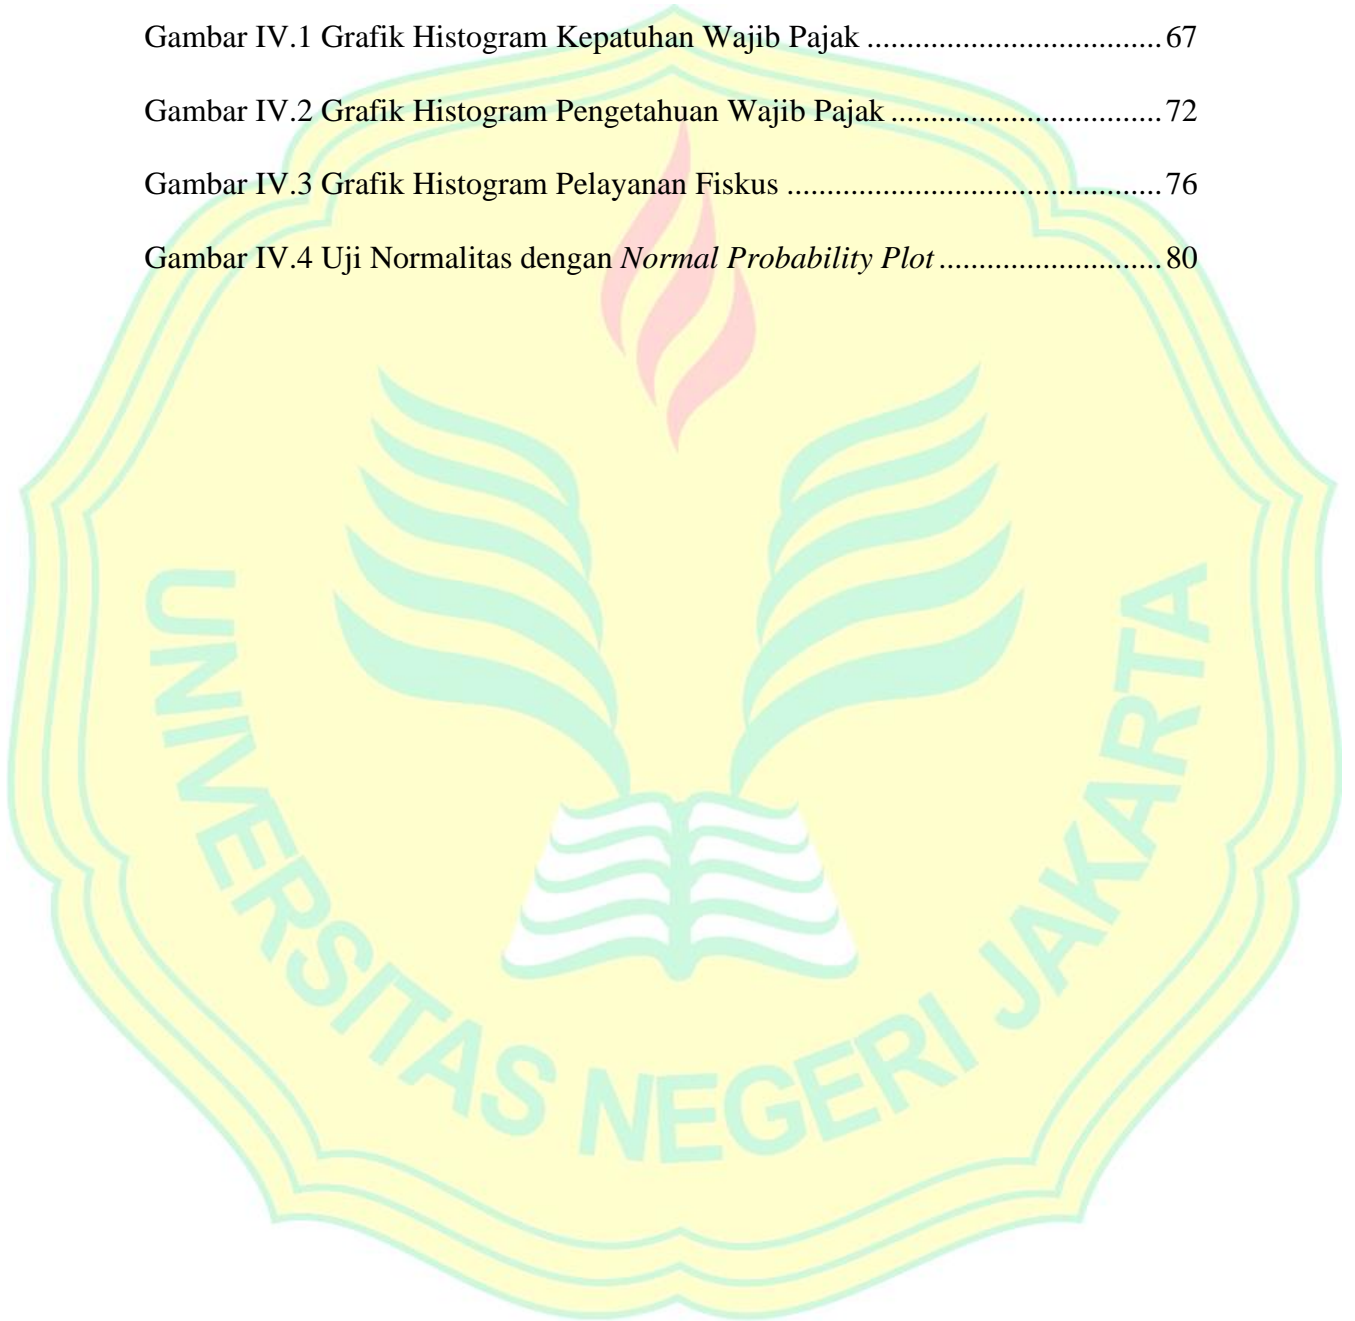 Gambar IV.1 Grafik Histogram Kepatuhan Wajib Pajak ..................................... 67
Gambar IV.2 Grafik Histogram Pengetahuan Wajib Pajak .................................. 72
Gambar IV.3 Grafik Histogram Pelayanan Fiskus ............................................... 76
Gambar IV.4 Uji Normalitas dengan Normal Probability Plot ............................ 80
UNIVERSITAS NEGERI JAKARTA